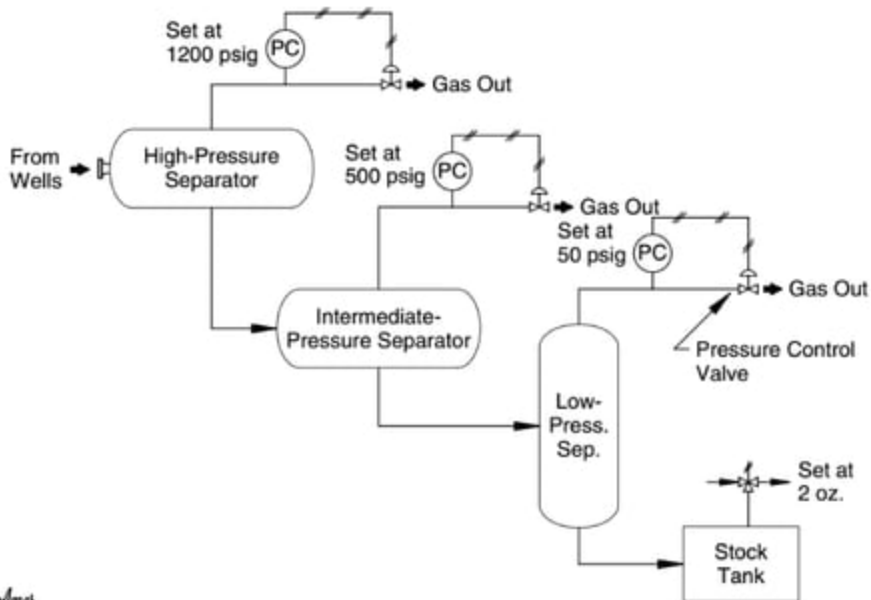 Set at
1200 psig
PC
Gas Out
From
Wells
High-Pressure
Separator
Set at
500 psig
PC
Gas Out
Set at
50 psig
PC
Gas Out
Intermediate-
Pressure Separator
Pressure Control
Valve
Low-
Press.
Sep.
Set at
2 oz.
Stock
Tank